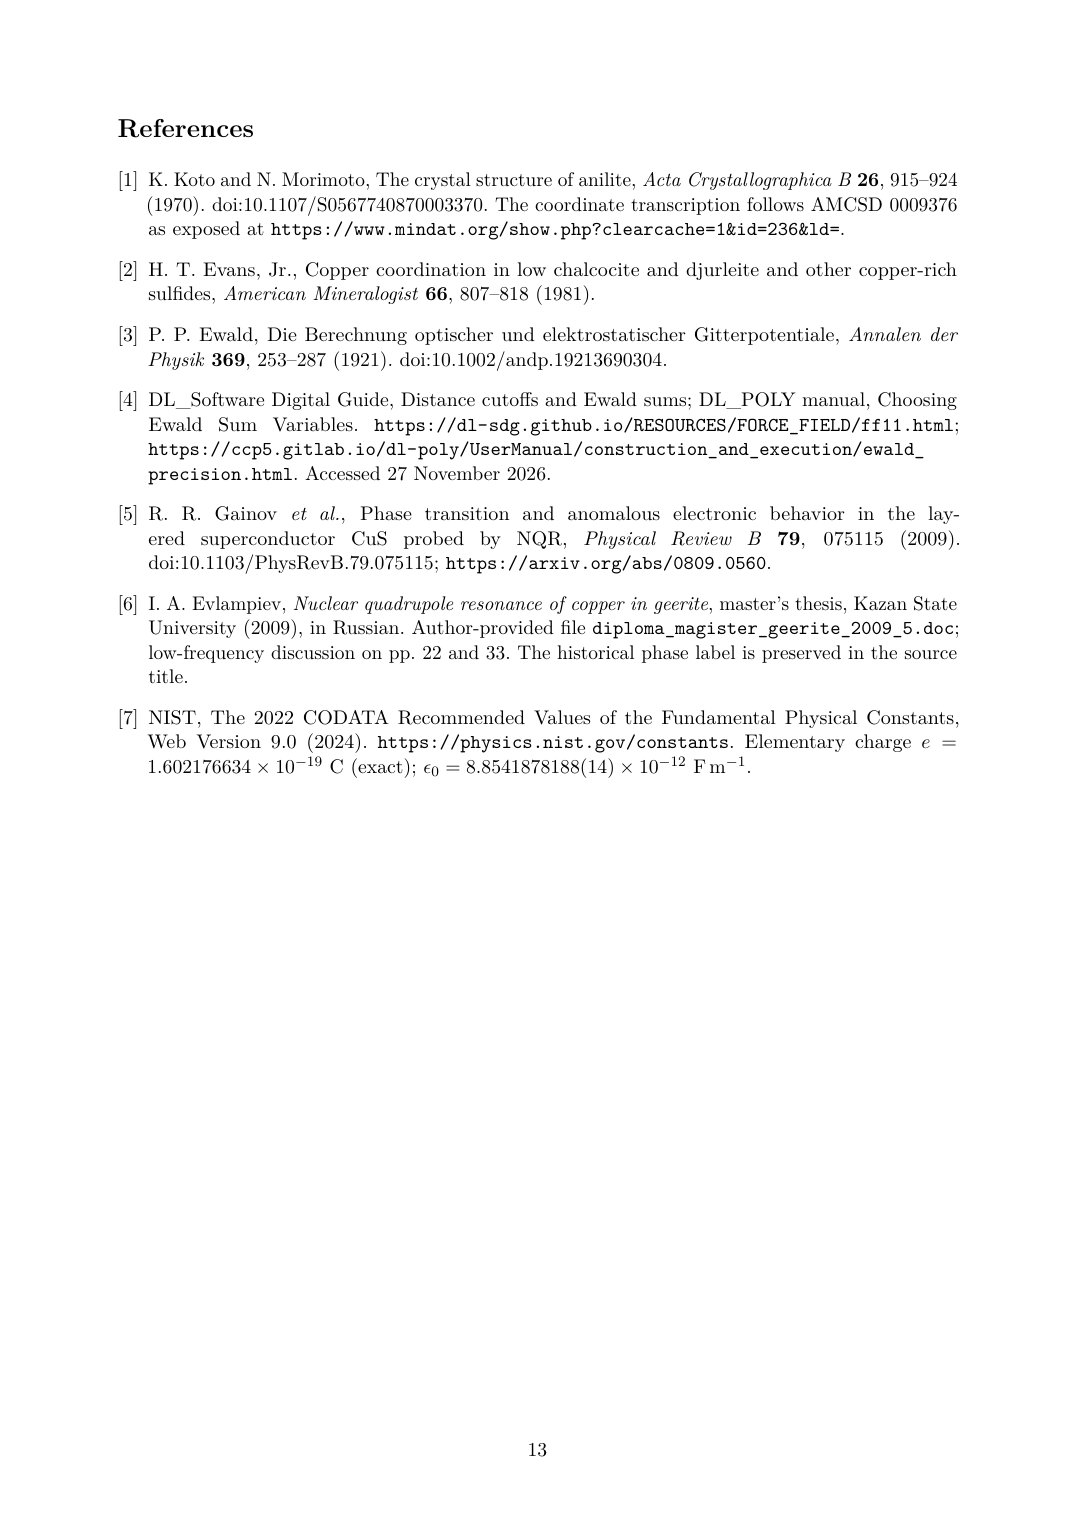 References
[1] K. Koto and N. Morimoto, The crystal structure of anilite, Acta Crystallographica B 26, 915–924
(1970). doi:10.1107/S0567740870003370. The coordinate transcription follows AMCSD 0009376
as exposed at https://www.mindat.org/show.php?clearcache=1&id=236&ld=.
[2] H. T. Evans, Jr., Copper coordination in low chalcocite and djurleite and other copper-rich
sulfides, American Mineralogist 66, 807–818 (1981).
[3] P. P. Ewald, Die Berechnung optischer und elektrostatischer Gitterpotentiale, Annalen der
Physik 369, 253–287 (1921). doi:10.1002/andp.19213690304.
[4] DL_Software Digital Guide, Distance cutoffs and Ewald sums; DL_POLY manual, Choosing
Ewald Sum Variables. https://dl-sdg.github.io/RESOURCES/FORCE_FIELD/ff11.html;
https://ccp5.gitlab.io/dl-poly/UserManual/construction_and_execution/ewald_
precision.html. Accessed 27 November 2026.
[5] R. R. Gainov et al., Phase transition and anomalous electronic behavior in the lay-
ered superconductor CuS probed by NQR, Physical Review B 79, 075115 (2009).
doi:10.1103/PhysRevB.79.075115; https://arxiv.org/abs/0809.0560.
[6] I. A. Evlampiev, Nuclear quadrupole resonance of copper in geerite, master's thesis, Kazan State
University (2009), in Russian. Author-provided file diploma_magister_geerite_2009_5.doc;
low-frequency discussion on pp. 22 and 33. The historical phase label is preserved in the source
title.
[7] NIST, The 2022 CODATA Recommended Values of the Fundamental Physical Constants,
Web Version 9.0 (2024). https://physics.nist.gov/constants. Elementary charge e =
1.602176634 × 10⁻¹⁹ C (exact); ϵ₀ = 8.8541878188(14) × 10⁻¹² F m⁻¹.
13